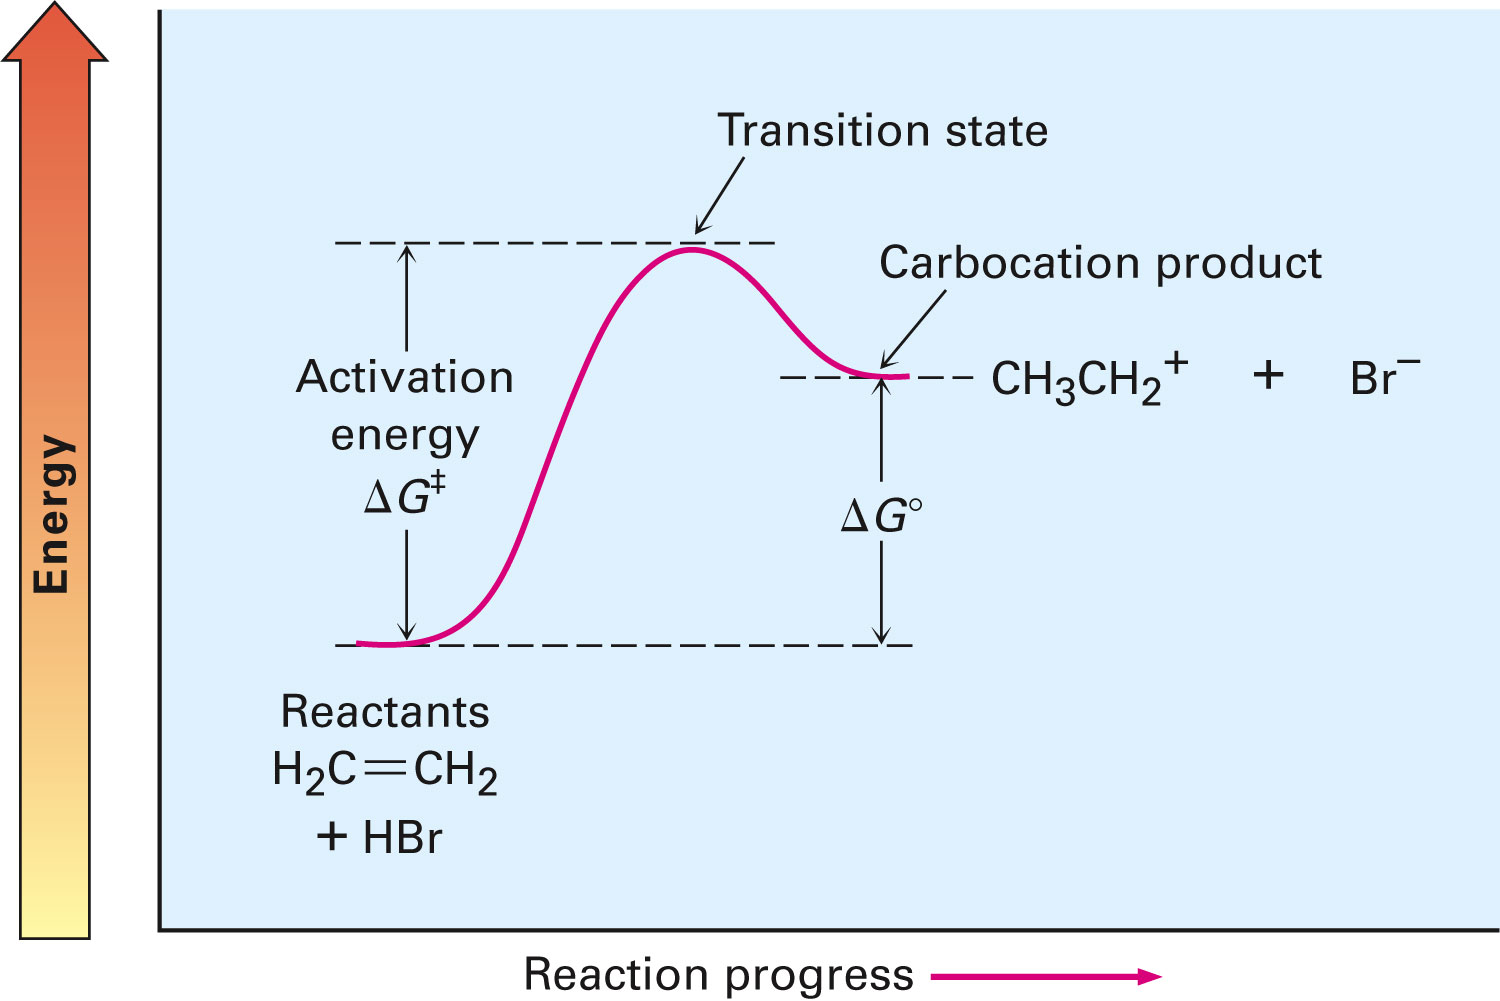 Transition state
Carbocation product
CH₃CH₂⁺ + Br⁻
Activation
energy
ΔG‡
ΔG°
Energy
Reactants
H₂C=CH₂
+ HBr
Reaction progress